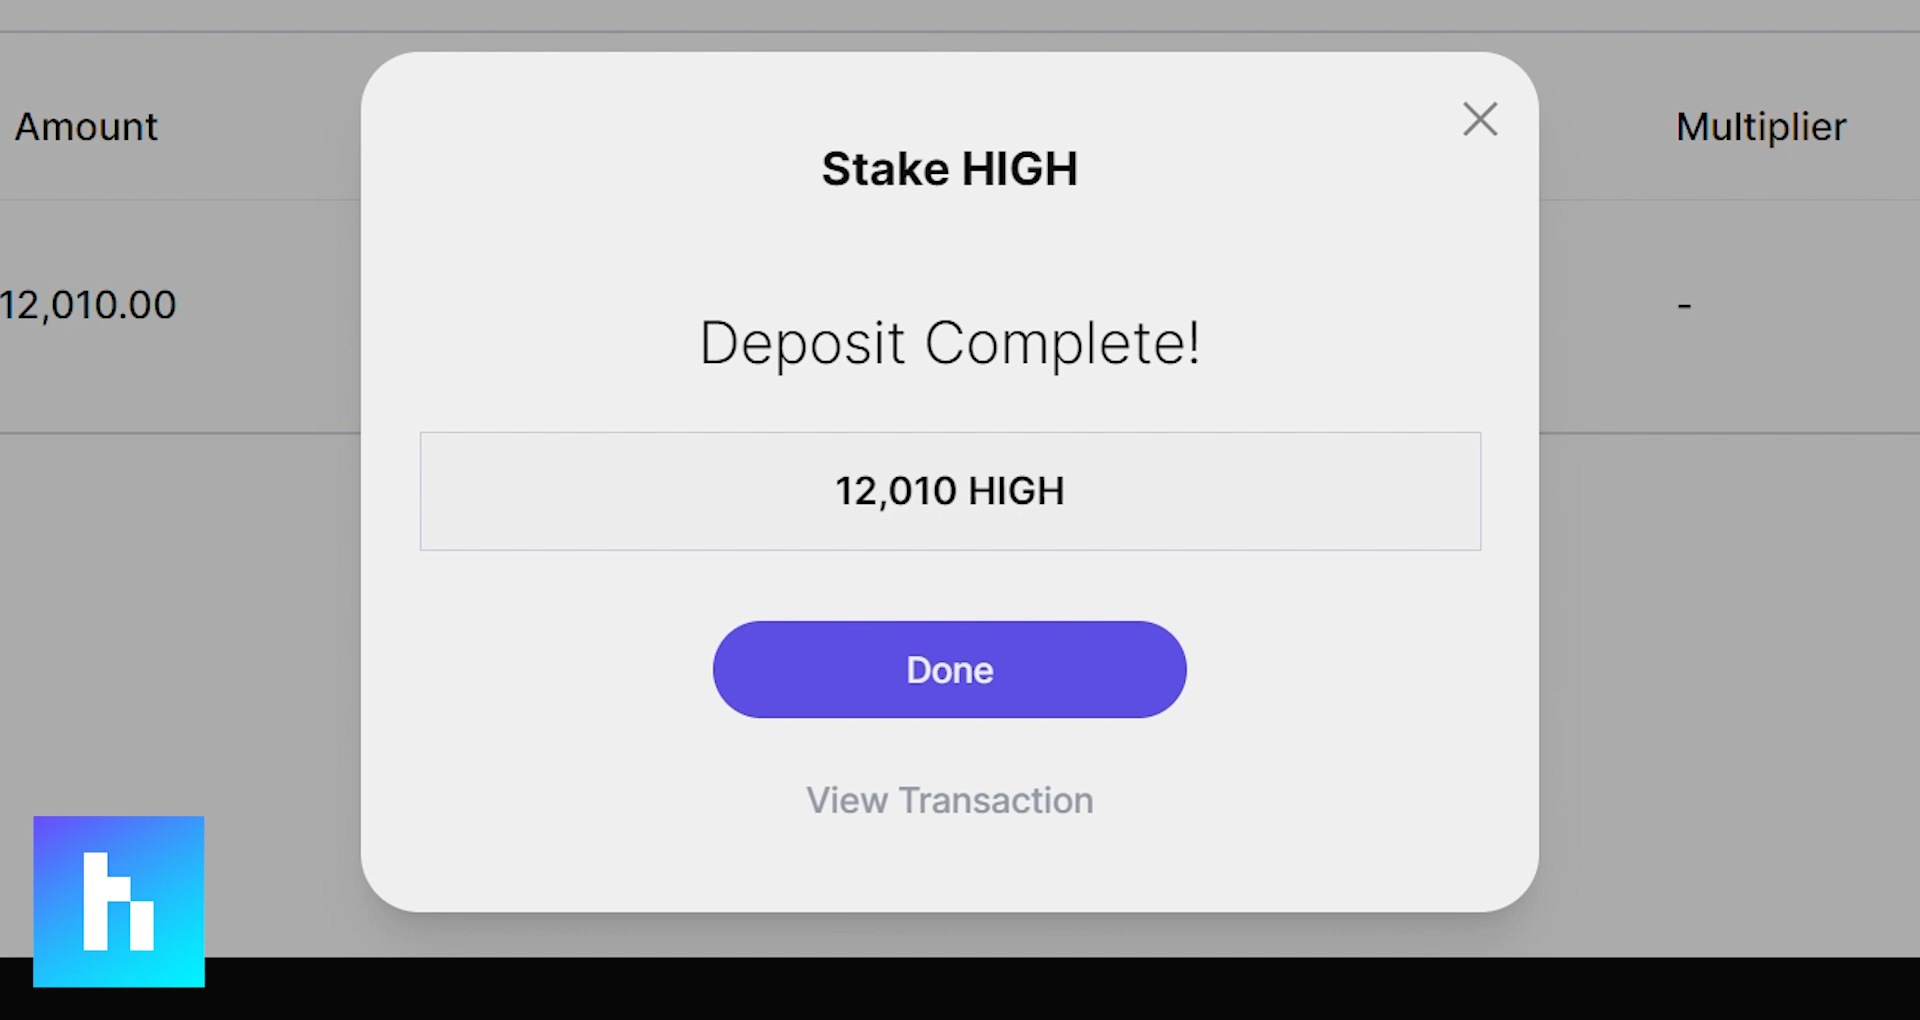 Amount
Multiplier
Stake HIGH
12,010.00
-
Deposit Complete!
12,010 HIGH
Done
View Transaction
h